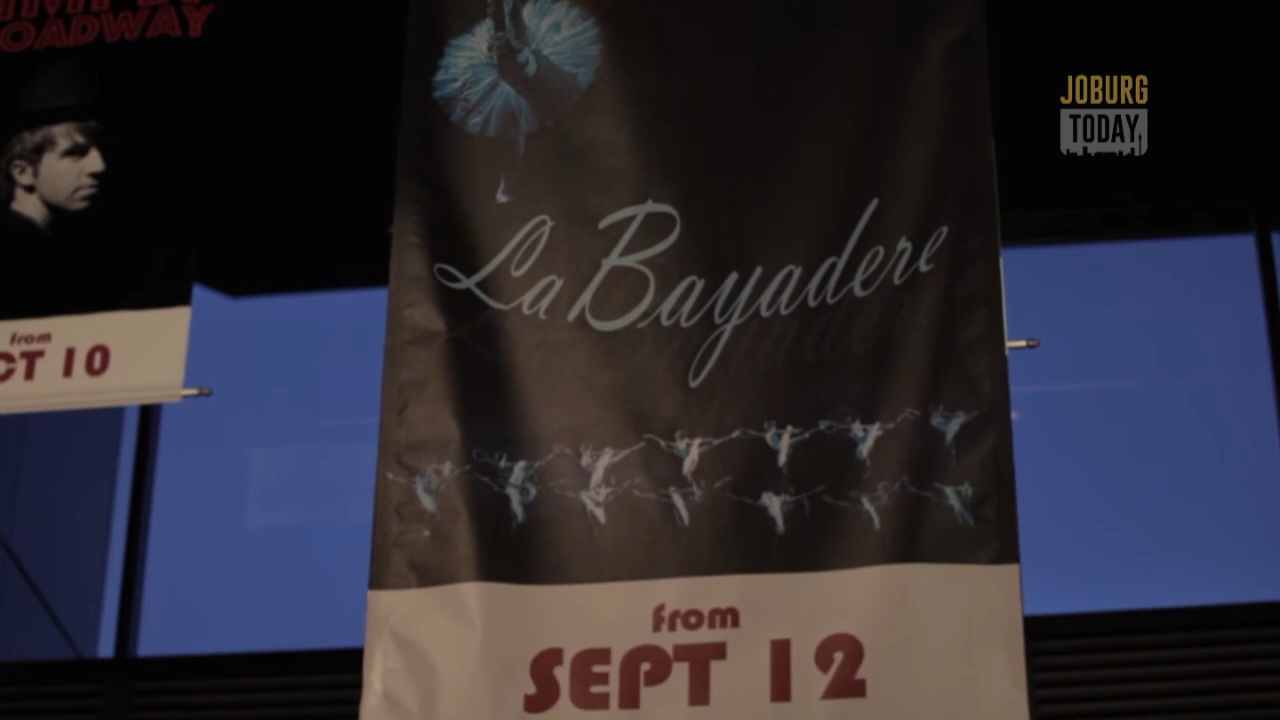 OADWAY
from
CT 10
La Bayadere
from
SEPT 12
JOBURG
TODAY